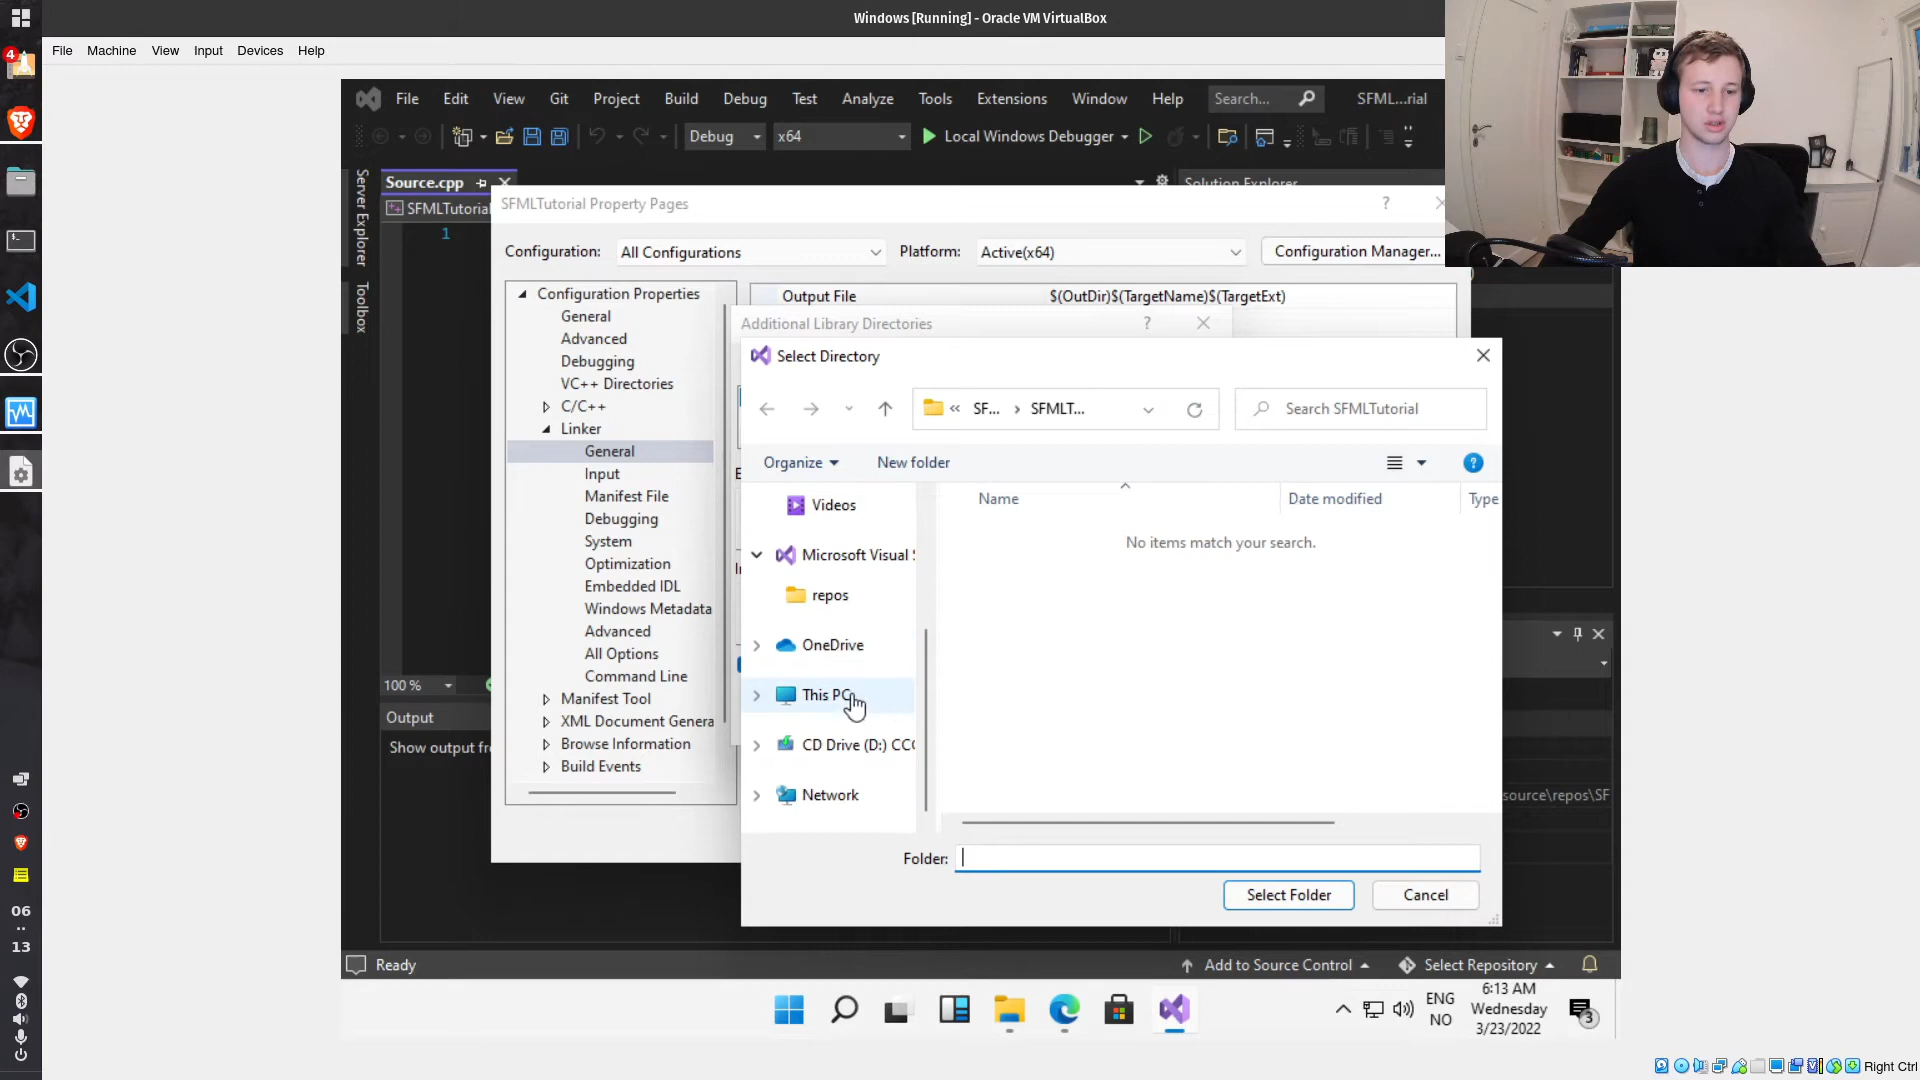 Windows [Running] - Oracle VM VirtualBox
File Machine View Input Devices Help
4
File Edit View Git Project Build Debug Test Analyze Tools Extensions Window Help Search... SFML...rial
Debug x64 Local Windows Debugger
Server Explorer
Toolbox
Source.cpp
Solution Explorer
SFMLTutorial
1
SFMLTutorial Property Pages ?
Configuration: All Configurations Platform: Active(x64) Configuration Manager...
Configuration Properties
General
Advanced
Debugging
VC++ Directories
C/C++
Linker
General
Input
Manifest File
Debugging
System
Optimization
Embedded IDL
Windows Metadata
Advanced
All Options
Command Line
Manifest Tool
XML Document Genera
Browse Information
Build Events
Output File $(OutDir)$(TargetName)$(TargetExt)
Additional Library Directories ?
Select Directory
« SF... › SFMLT...
Search SFMLTutorial
Organize New folder ?
Name Date modified Type
No items match your search.
Videos
Microsoft Visual S
repos
OneDrive
This PC
CD Drive (D:) CCC
Network
Folder:
Select Folder Cancel
100 %
Output
Show output fr
source\repos\SF
Ready Add to Source Control Select Repository
ENG
NO
6:13 AM
Wednesday
3/23/2022
3
06
13
Right Ctrl